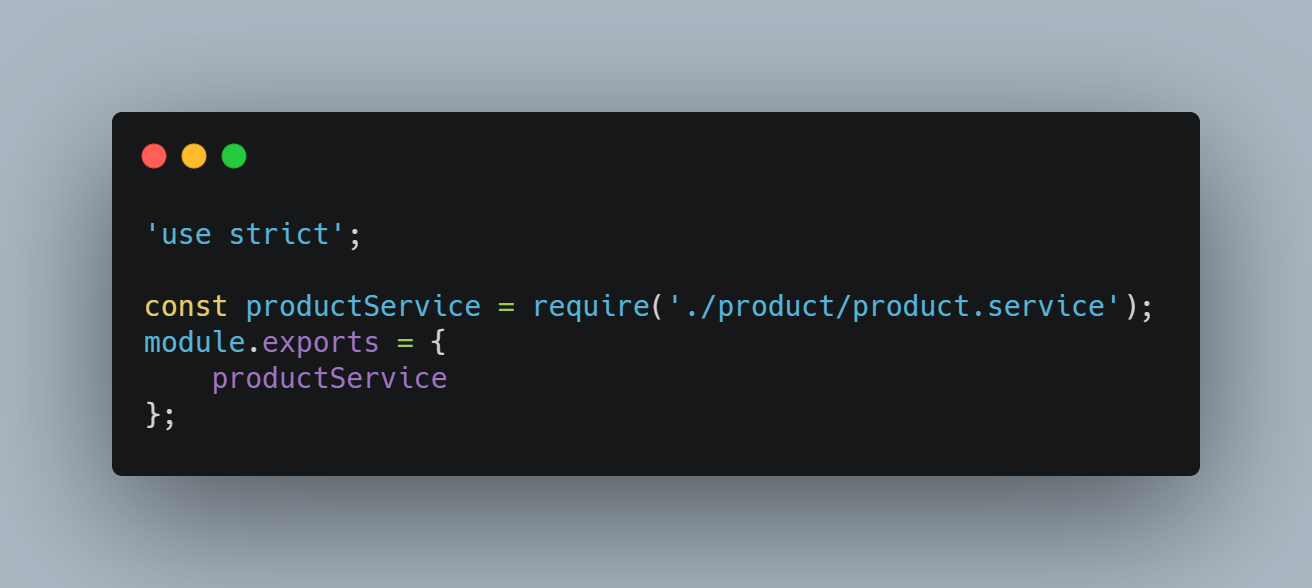 'use strict';

const productService = require('./product/product.service');
module.exports = {
    productService
};